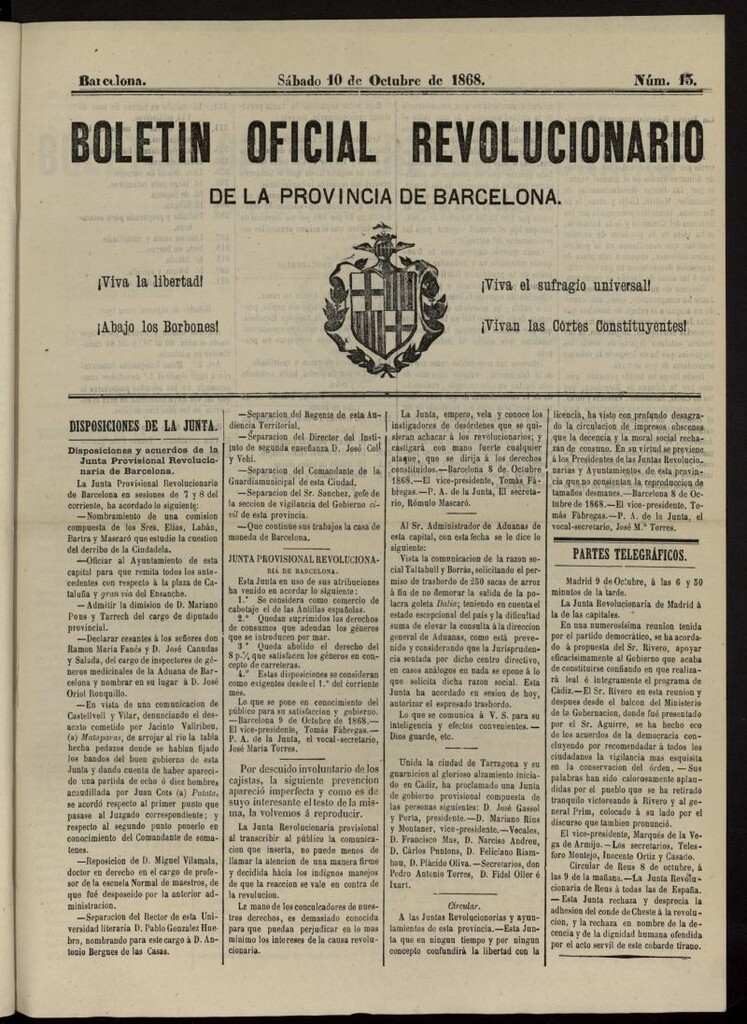 Barcelona.
Sábado 10 de Octubre de 1868.
Núm. 15.
BOLETIN OFICIAL REVOLUCIONARIO
DE LA PROVINCIA DE BARCELONA.
¡Viva la libertad!
¡Abajo los Borbones!
¡Viva el sufragio universal!
¡Vivan las Córtes Constituyentes!
DISPOSICIONES DE LA JUNTA.
Disposiciones y acuerdos de la
Junta Provisional Revolucio-
naria de Barcelona.
La Junta Provisional Revolucionaria
de Barcelona en sesiones de 7 y 8 del
corriente, ha acordado lo siguiente:
—Nombramiento de una comision
compuesta de los Sres, Elias, Labán,
Bartra y Mascaró que estudie la cuestion
del derribo de la Ciudadela.
—Oficiar al Ayuntamiento de esta
capital para que remita todos los ante-
cedentes con respecto á la plaza de Ca-
taluña y gran via del Ensanche.
—Admitir la dimision de D. Mariano
Pons y Tarrech del cargo de diputado
provincial.
—Declarar cesantes á los señores don
Ramon María Fanés y D. José Canudas
y Salada, del cargo de inspectores de gé-
neros medicinales de la Aduana de Bar-
celona y nombrar en su lugar á D. José
Oriol Ronquillo.
—En vista de una comunicacion de
Castellvell y Vilar, denunciando el des-
acato cometido por Jacinto Vallribeu,
(a) Mataparas, de arrojar al rio la tabla
hecha pedazos donde se habian fijado
los bandos del buen gobierno de esta
Junta y dando cuenta de haber apareci-
do una partida de ocho ó diez hombres
acaudillada por Juan Cots (a) Patata,
se acordó respecto al primer punto que
pasase al Juzgado correspondiente; y
respecto al segundo punto ponerlo en
conocimiento del Comandante de soma-
tenes.
—Reposicion de D. Miguel Vilamala,
doctor en derecho en el cargo de profe-
sor de la escuela Normal de maestros, de
que fué desposeido por la anterior ad-
ministracion.
—Separacion del Rector de esta Uni-
versidad literaria D. Pablo Gonzalez Hue-
bra, nombrando para este cargo á D. An-
tonio Bergnes de las Casas.
—Separacion del Regente de esta Au-
diencia Territorial.
—Separacion del Director del Insti-
tuto de segunda enseñanza D. José Coll
y Vehi.
—Separacion del Comandante de la
Guardia municipal de esta Ciudad.
—Separacion del Sr. Sanchez, gefe de
la seccion de vigilancia del Gobierno ci-
vil de esta provincia.
—Que continue sus trabajos la casa de
moneda de Barcelona.
JUNTA PROVISIONAL REVOLUCIONA-
RIA DE BARCELONA.
Esta Junta en uso de sus atribuciones
ha venido en acordar lo siguiente:
1.º Se considera como comercio de
cabotaje el de las Antillas españolas.
2.º Quedan suprimidos los derechos
de consumos que adeudan los géneros
que se introducen por mar.
3º Queda abolido el derecho del
8 p.% que satisfacen los géneros en con-
cepto de carreteras.
4.º Estas disposiciones se consideran
como exigentes desde el 1.º del corriente
mes.
Lo que se pone en conocimiento del
público para su satisfaccion y gobierno.
—Barcelona 9 de Octubre de 1868.—
El vice-presidente, Tomás Fábregas.—
P. A. de la Junta, el vocal-secretario,
José María Torres.
Por descuido involuntario de los
cajistas, la siguiente prevencion
apareció imperfecta y como es de
suyo interesante el testo de la mis-
ma, la volvemos á reproducir.
La Junta Revolucionaria provisional
al transcribir al público la comunica-
cion que inserta, no puede menos de
llamar la atencion de una manera firme
y decidida hácia los indignos manejos
de que la reaccion se vale en contra de
la revolucion.
La mano de los conculcadores de nues-
tros derechos, es demasiado conocida
para que puedan perjudicar en lo mas
mínimo los intereses de la causa revolu-
cionaria.
La Junta, empero, vela y conoce los
instigadores de desórdenes que se qui-
sieran achacar á los revolucionarios; y
castigará con mano fuerte cualquier
ataque, que se dirija á los derechos
constituidos.—Barcelona 8 de Octubre
1868.—El vice-presidente, Tomás Fá-
bregas.—P. A. de la Junta, El secreta-
rio, Rómulo Mascaró.
Al Sr. Administrador de Aduanas de
esta capital, con esta fecha se le dice lo
siguiente:
Vista la comunicacion de la razon so-
cial Taltabull y Borrás, solicitando el per-
miso de trasbordo de 250 sacas de arroz
á fin de no demorar la salida de la po-
lacra goleta Dalia; teniendo en cuenta el
estado escepcional del pais y la dificultad
suma de elevar la consulta á la direccion
general de Aduanas, como está preve-
nido y considerando que la Jurispruden-
cia sentada por dicho centro directivo,
en casos análogos en nada se opone á lo
que solicita dicha razon social. Esta
Junta ha acordado en sesion de hoy,
autorizar el espresado trasbordo.
Lo que se comunica á V. S. para su
inteligencia y efectos convenientes.—
Dios guarde, etc.
Unida la ciudad de Tarragona y su
guarnicion al glorioso alzamiento inicia-
do en Cádiz, ha proclamado una Junta
de gobierno provisional compuesta de
las personas siguientes: D. José Gassol
y Porta, presidente.—D. Mariano Rius
y Montaner, vice-presidente.—Vocales,
D. Francisco Mas, D. Narciso Andreu,
D. Cárlos Puntons, D. Feliciano Riam-
bau, D. Plácido Oliva.—Secretarios, don
Pedro Antonio Torres, D. Fidel Oller é
Ixart.
Circular.
A las Juntas Revolucionorias y ayun-
tamientos de esta provincia.—Esta Jun-
ta que en ningun tiempo y por ningun
concepto confundirá la libertad con la
licencia, ha visto con profundo desagra-
do la circulacion de impresos obscenos
que la decencia y la moral social recha-
zan de consuno. En su virtud se previene
á los Presidentes de las Juntas Revolucio-
narias y Ayuntamientos de esta provin-
cia que no consientan la reproduccion de
tamaños desmanes.—Barcelona 8 de Oc-
tubre de 1868.—El vice-presidente, To-
más Fábregas.—P. A. de la Junta, el
vocal-secretario, José M.ª Torres.
PARTES TELEGRÁFICOS.
Madrid 9 de Octubre, á las 6 y 30
minutos de la tarde.
La Junta Revolucionaria de Madrid á
la de las capitales.
En una numerosísima reunion tenida
por el partido democrático, se ha acorda-
do á propuesta del Sr. Rivero, apoyar
eficacísimamente al Gobierno que acaba
de constituirse confiando en que realiza-
rá leal é integramente el programa de
Cádiz.—El Sr. Rivero en esta reunion y
despues desde el balcon del Ministerio
de la Gobernacion, donde fué presentado
por el Sr. Aguirre, se ha hecho eco
de los acuerdos de la democracia con-
cluyendo por recomendar á todos los
ciudadanos la vigilancia mas esquisita
en la conservacion del órden.—Sus
palabras han sido calorosamente aplau-
didas por el pueblo que se ha retirado
tranquilo victoreando á Rivero y al ge-
neral Prim, colocado á su lado por el
discurso que tambien pronunció.
El vice-presidente, Marqués de la Ve-
ga de Armijo.—Los secretarios, Teles-
foro Montejo, Inocente Ortiz y Casado.
Circular de Reus 8 de octubre, á
las 9 de la mañana.—La Junta Revolu-
cionaria de Reus á todas las de España.
—Esta Junta rechaza y desprecia la
adhesion del conde de Cheste á la revolu-
cion, y la rechaza en nombre de la de-
cencia y de la dignidad humana ofendida
por el acto servil de este cobarde tirano.